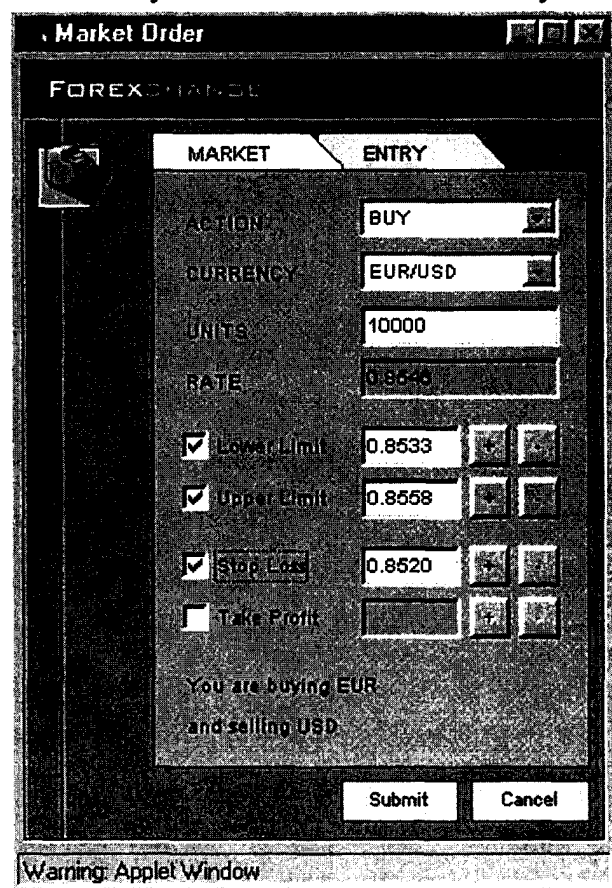 Market Order
FOREXCHANGE
MARKET ENTRY
ACTION BUY
CURRENCY EUR/USD
UNITS 10000
RATE
Lower Limit 0.8533 +
Upper Limit 0.8558 +
Stop Loss 0.8520 +
Take Profit +
You are buying EUR
and selling USD
Submit Cancel
Warning: Applet Window